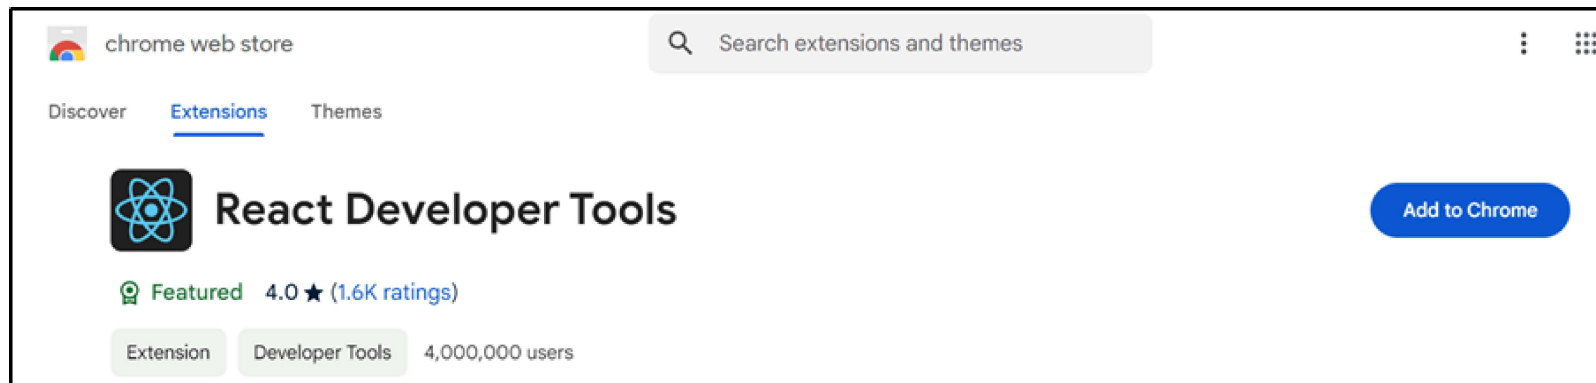 chrome web store
Search extensions and themes
Discover Extensions Themes
React Developer Tools
Add to Chrome
Featured 4.0 ★ (1.6K ratings)
Extension Developer Tools 4,000,000 users